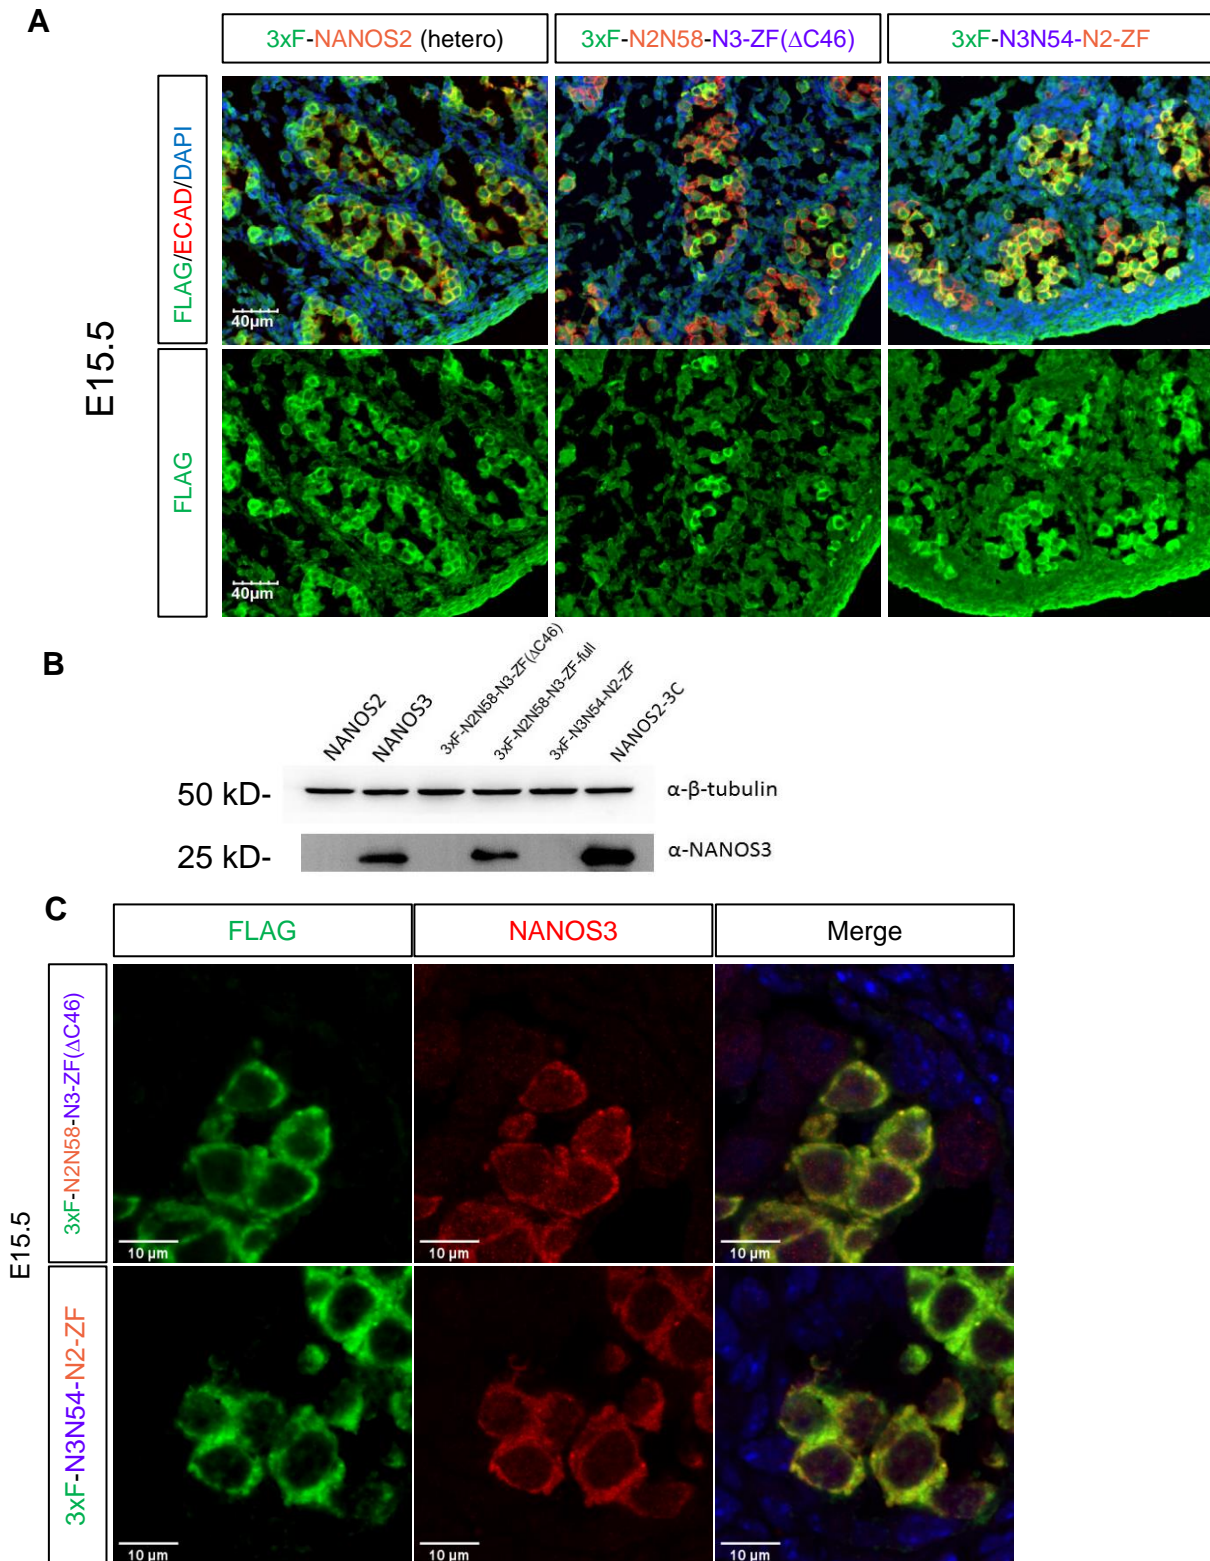 A
3xF-NANOS2 (hetero)
3xF-N2N58-N3-ZF(ΔC46)
3xF-N3N54-N2-ZF
E15.5
FLAG/ECAD/DAPI
40μm
FLAG
40μm
B
NANOS2
NANOS3
3xF-N2N58-N3-ZF(ΔC46)
3xF-N2N58-N3-ZF-full
3xF-N3N54-N2-ZF
NANOS2-3C
50 kD-
α-β-tubulin
25 kD-
α-NANOS3
C
FLAG
NANOS3
Merge
E15.5
3xF-N2N58-N3-ZF(ΔC46)
10 μm
10 μm
10 μm
3xF-N3N54-N2-ZF
10 μm
10 μm
10 μm